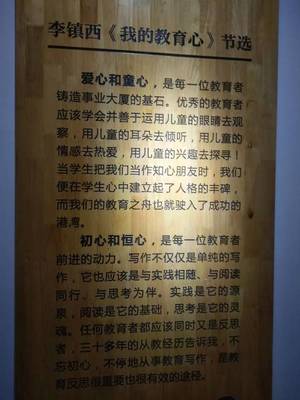 李镇西《我的教育心》节选
爱心和童心，是每一位教育者
铸造事业大厦的基石。优秀的教育者
应该学会并善于运用儿童的眼睛去观
察，用儿童的耳朵去倾听，用儿童的
情感去热爱，用儿童的兴趣去探寻！
当学生把我们当作知心朋友时，我们
便在学生心中建立起了人格的丰碑，
而我们的教育之舟也就驶入了成功的
港湾。
初心和恒心，是每一位教育者
前进的动力。写作不仅仅是单纯的写
作，它也应该是与实践相随、与阅读
同行、与思考为伴。实践是它的源
泉，阅读是它的基础，思考是它的灵
魂。任何教育者都应该同时又是反思
者，三十多年的从教经历告诉我，不
忘初心，不停地从事教育写作，是教
育反思很重要也很有效的途径。